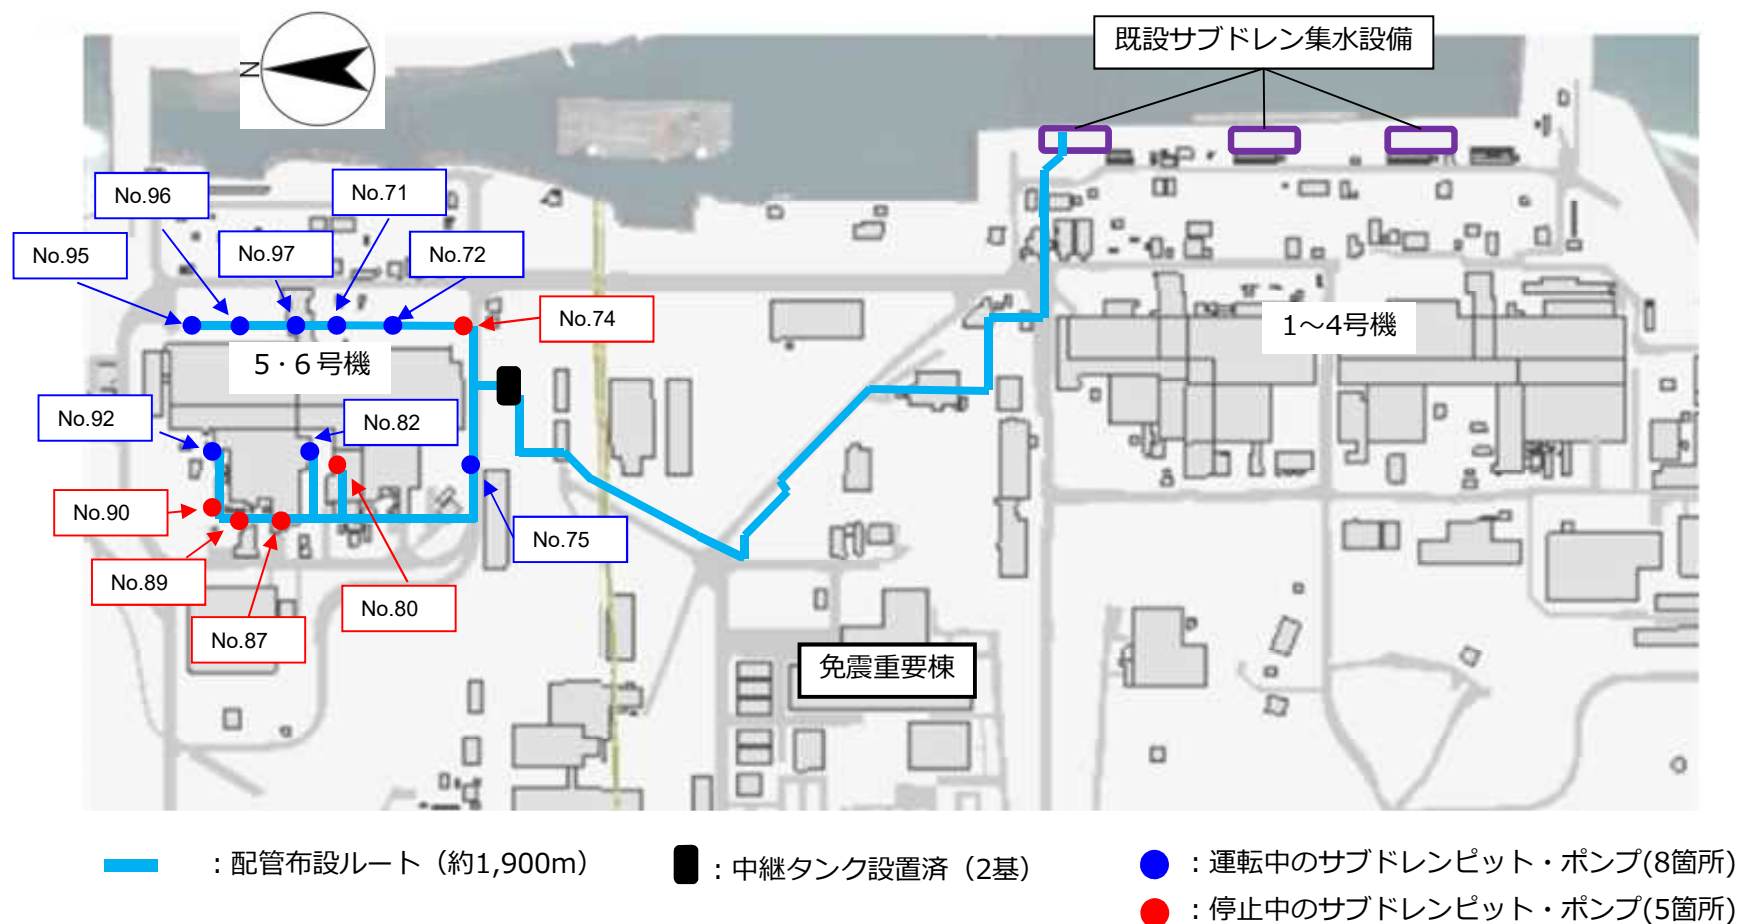 既設サブドレン集水設備
N
No.96
No.71
No.95
No.97
No.72
No.74
5・6号機
1～4号機
No.92
No.82
No.90
No.75
No.89
No.80
No.87
免震重要棟
：配管布設ルート（約1,900m）
：中継タンク設置済（2基）
：運転中のサブドレンピット・ポンプ(8箇所)
：停止中のサブドレンピット・ポンプ(5箇所)